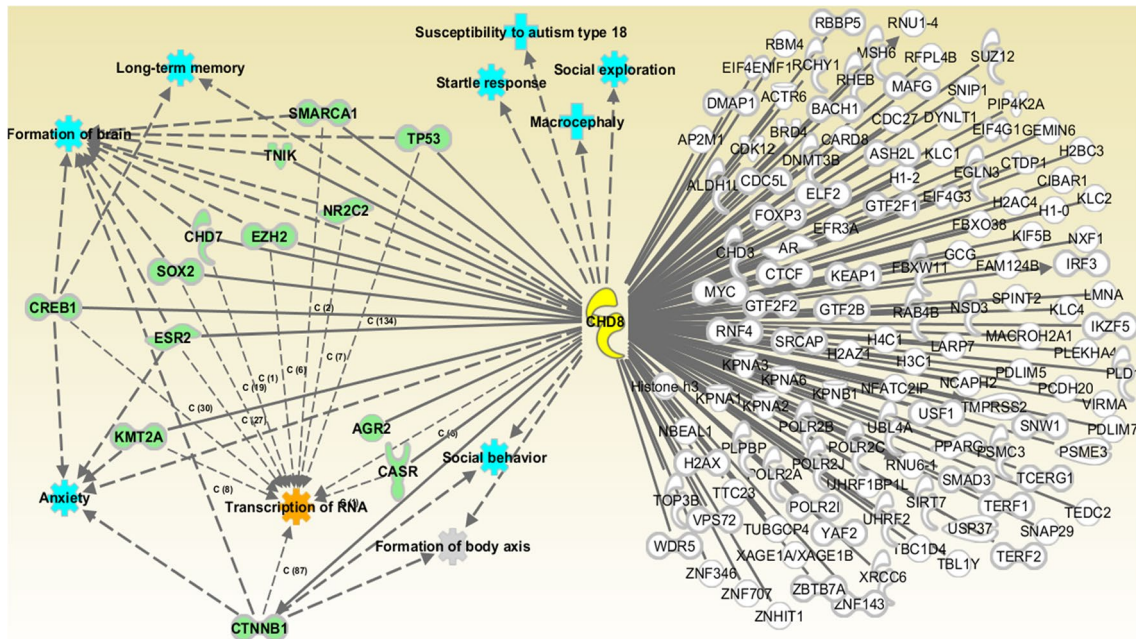 Susceptibility to autism type 18
Long-term memory
Startle response
Social exploration
Macrocephaly
Formation of brain
SMARCA1
TP53
TNIK
NR2C2
CHD7
EZH2
SOX2
CREB1
ESR2
C (2)
C (134)
C (7)
C (1)
C (6)
C (19)
C (30)
C (27)
KMT2A
AGR2
CASR
Social behavior
C (8)
Anxiety
Transcription of RNA
Formation of body axis
C (87)
CTNNB1
CHD8
RBBP5
RNU1-4
RBM4
MSH6
SUZ12
EIF4ENIF1
RCHY1
RFPL4B
RHEB
ACTR6
MAFG
SNIP1
DMAP1
BACH1
PIP4K2A
CDC27
DYNLT1
AP2M1
BRD4
CARD8
EIF4G1
GEMIN6
CDK12
DNMT3B
ASH2L
KLC1
H2BC3
CTDP1
EGLN3
ALDH1L
CDC5L
H1-2
CIBAR1
ELF2
GTF2F1
EIF4G3
H2AC4
KLC2
FOXP3
H1-0
EFR3A
FBXO38
KIF5B
NXF1
CHD3
AR
GCG
CTCF
KEAP1
FBXW11
FAM124B
IRF3
MYC
GTF2F2
GTF2B
NSD3
SPINT2
LMNA
RAB4B
KLC4
RNF4
SRCAP
H4C1
LARP7
MACROH2A1
IKZF5
H2AZ1
H3C1
PLEKHA4
KPNA3
KPNA6
PDLIM5
PLD1
Histone h3
KPNA1
KPNB1
NFATC2IP
NCAPH2
PCDH20
KPNA2
USF1
TMPRSS2
VIRMA
NBEAL1
POLR2B
UBL4A
SNW1
PDLIM7
PLPBP
POLR2C
PPARG
PSMC3
PSME3
H2AX
POLR2A
POLR2J
RNU6-1
SMAD3
TCERG1
TTC23
UHRF1BP1L
SIRT7
TOP3B
POLR2I
TERF1
TEDC2
VPS72
TUBGCP4
YAF2
UHRF2
USP37
SNAP29
WDR5
XAGE1A/XAGE1B
TBC1D4
TERF2
ZNF346
XRCC6
TBL1Y
ZNF707
ZBTB7A
ZNF143
ZNHIT1